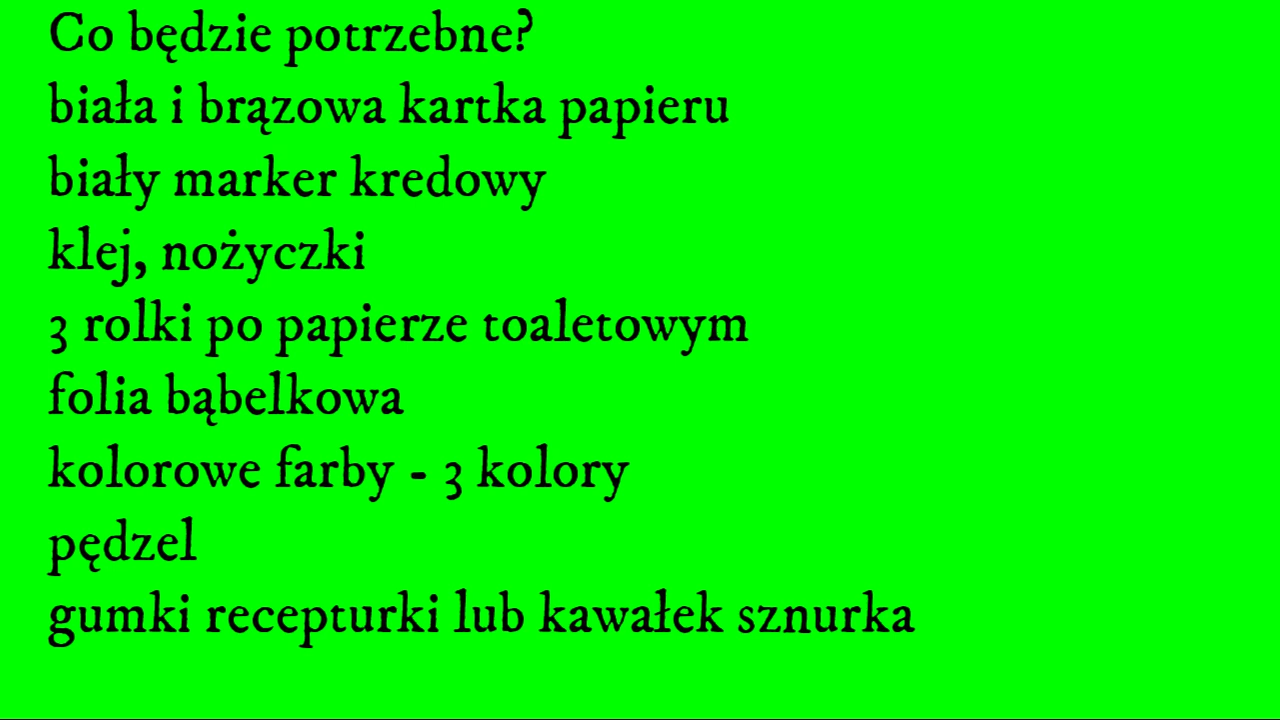 Co będzie potrzebne?
biała i brązowa kartka papieru
biały marker kredowy
klej, nożyczki
3 rolki po papierze toaletowym
folia bąbelkowa
kolorowe farby - 3 kolory
pędzel
gumki recepturki lub kawałek sznurka